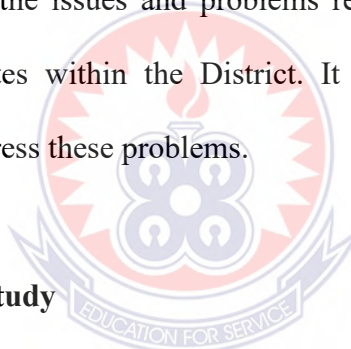 the issues and problems re
tes within the District. It
ress these problems.
tudy
EDUCATION FOR SERVICE